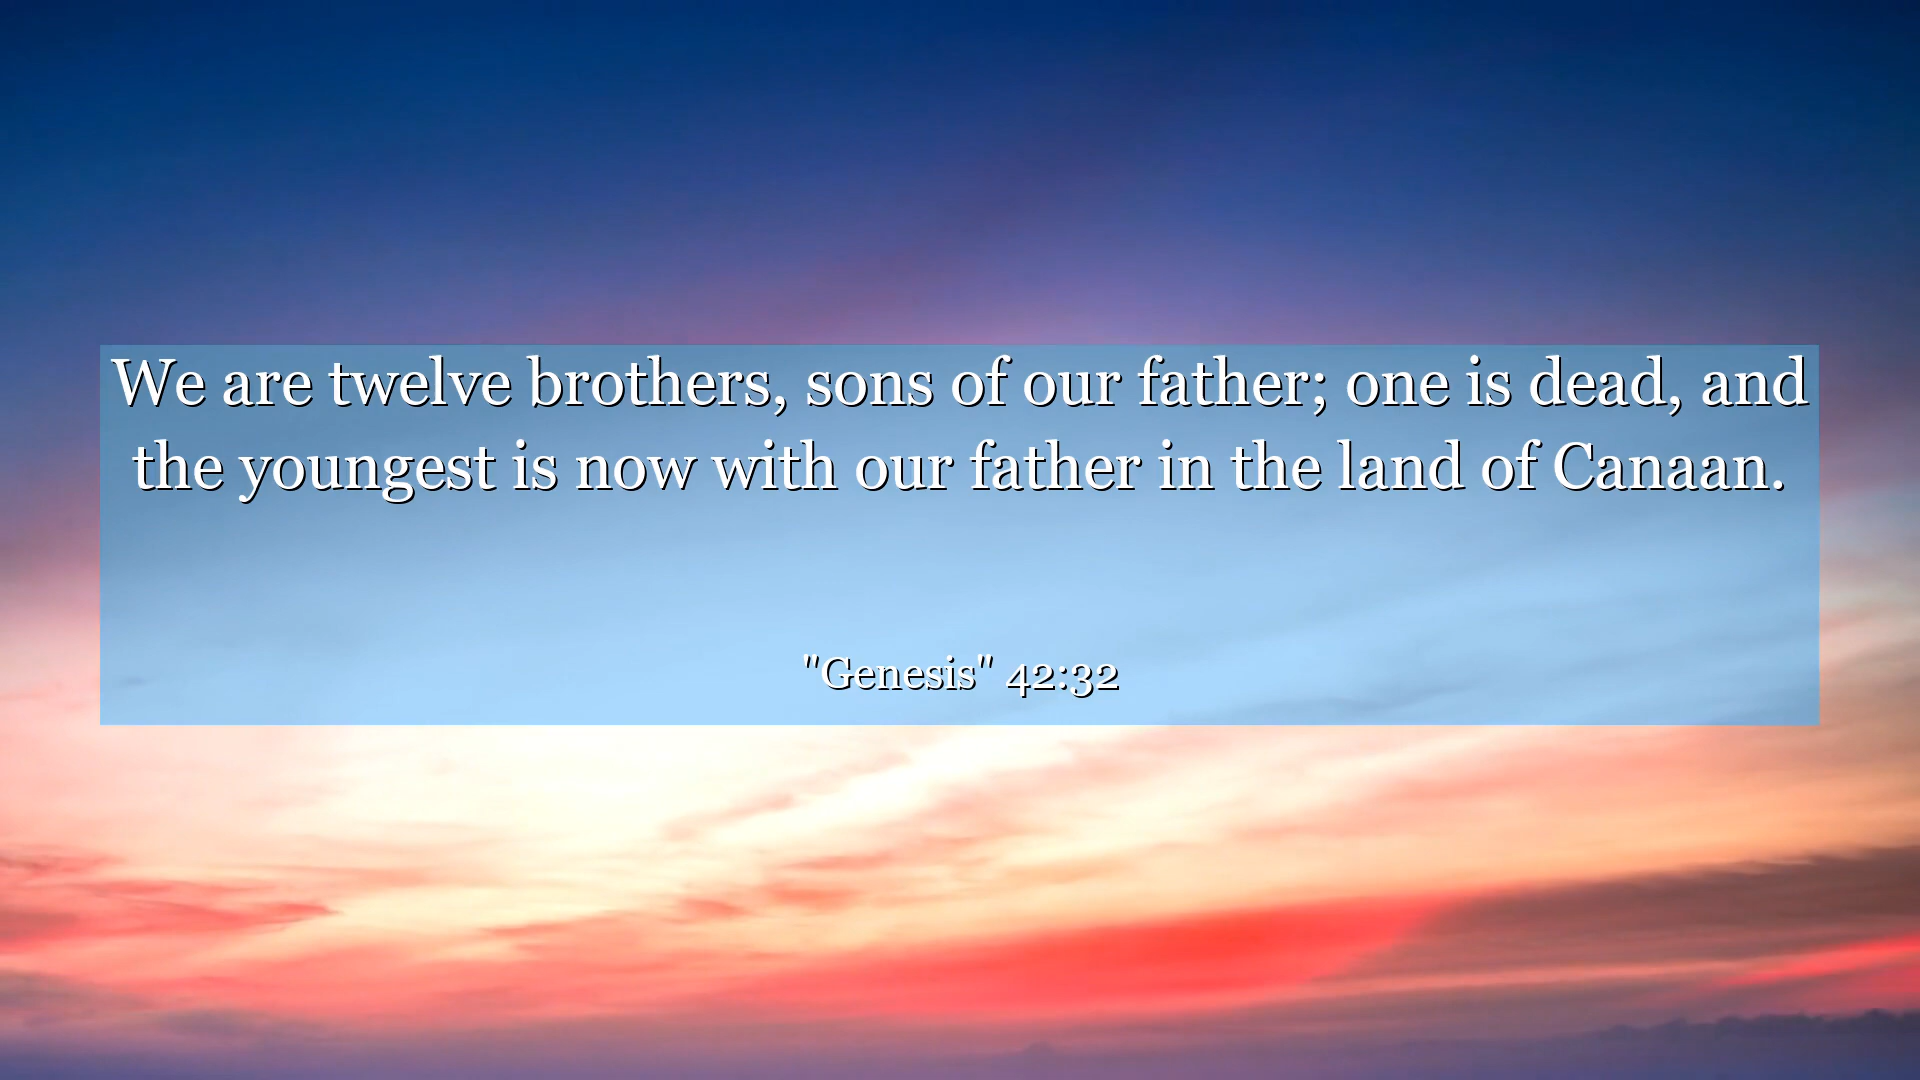 We are twelve brothers, sons of our father; one is dead, and
the youngest is now with our father in the land of Canaan.
"Genesis" 42:32